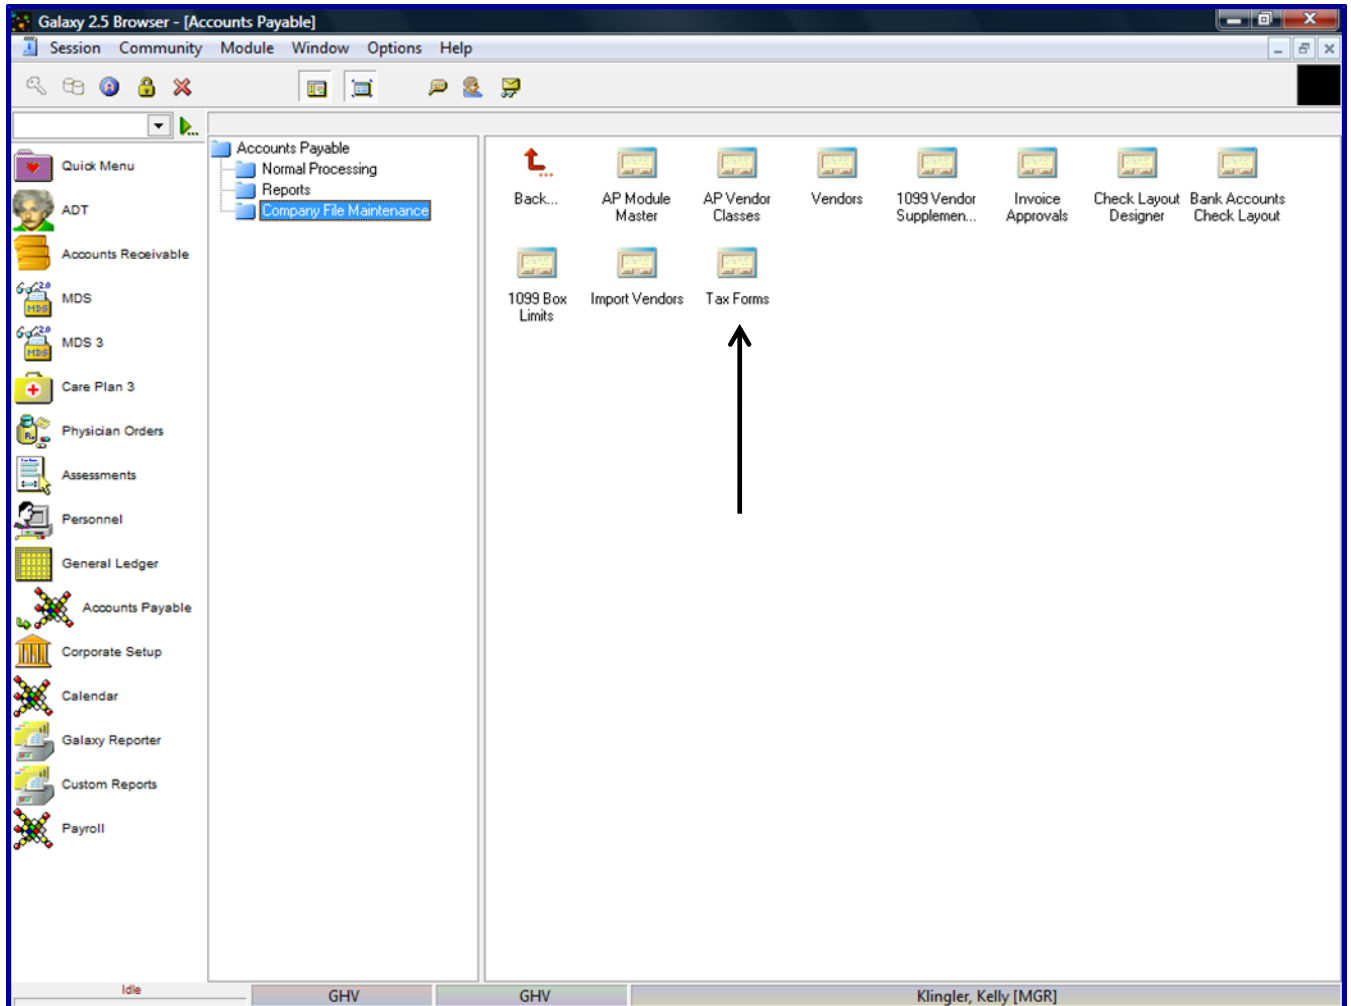 Galaxy 2.5 Browser - [Accounts Payable]
Session Community Module Window Options Help
Quick Menu
ADT
Accounts Receivable
MDS
MDS 3
Care Plan 3
Physician Orders
Assessments
Personnel
General Ledger
Accounts Payable
Corporate Setup
Calendar
Galaxy Reporter
Custom Reports
Payroll
Accounts Payable
Normal Processing
Reports
Company File Maintenance
Back...
AP Module
Master
AP Vendor
Classes
Vendors
1099 Vendor
Supplemen...
Invoice
Approvals
Check Layout
Designer
Bank Accounts
Check Layout
1099 Box
Limits
Import Vendors
Tax Forms
Idle
GHV
GHV
Klingler, Kelly [MGR]